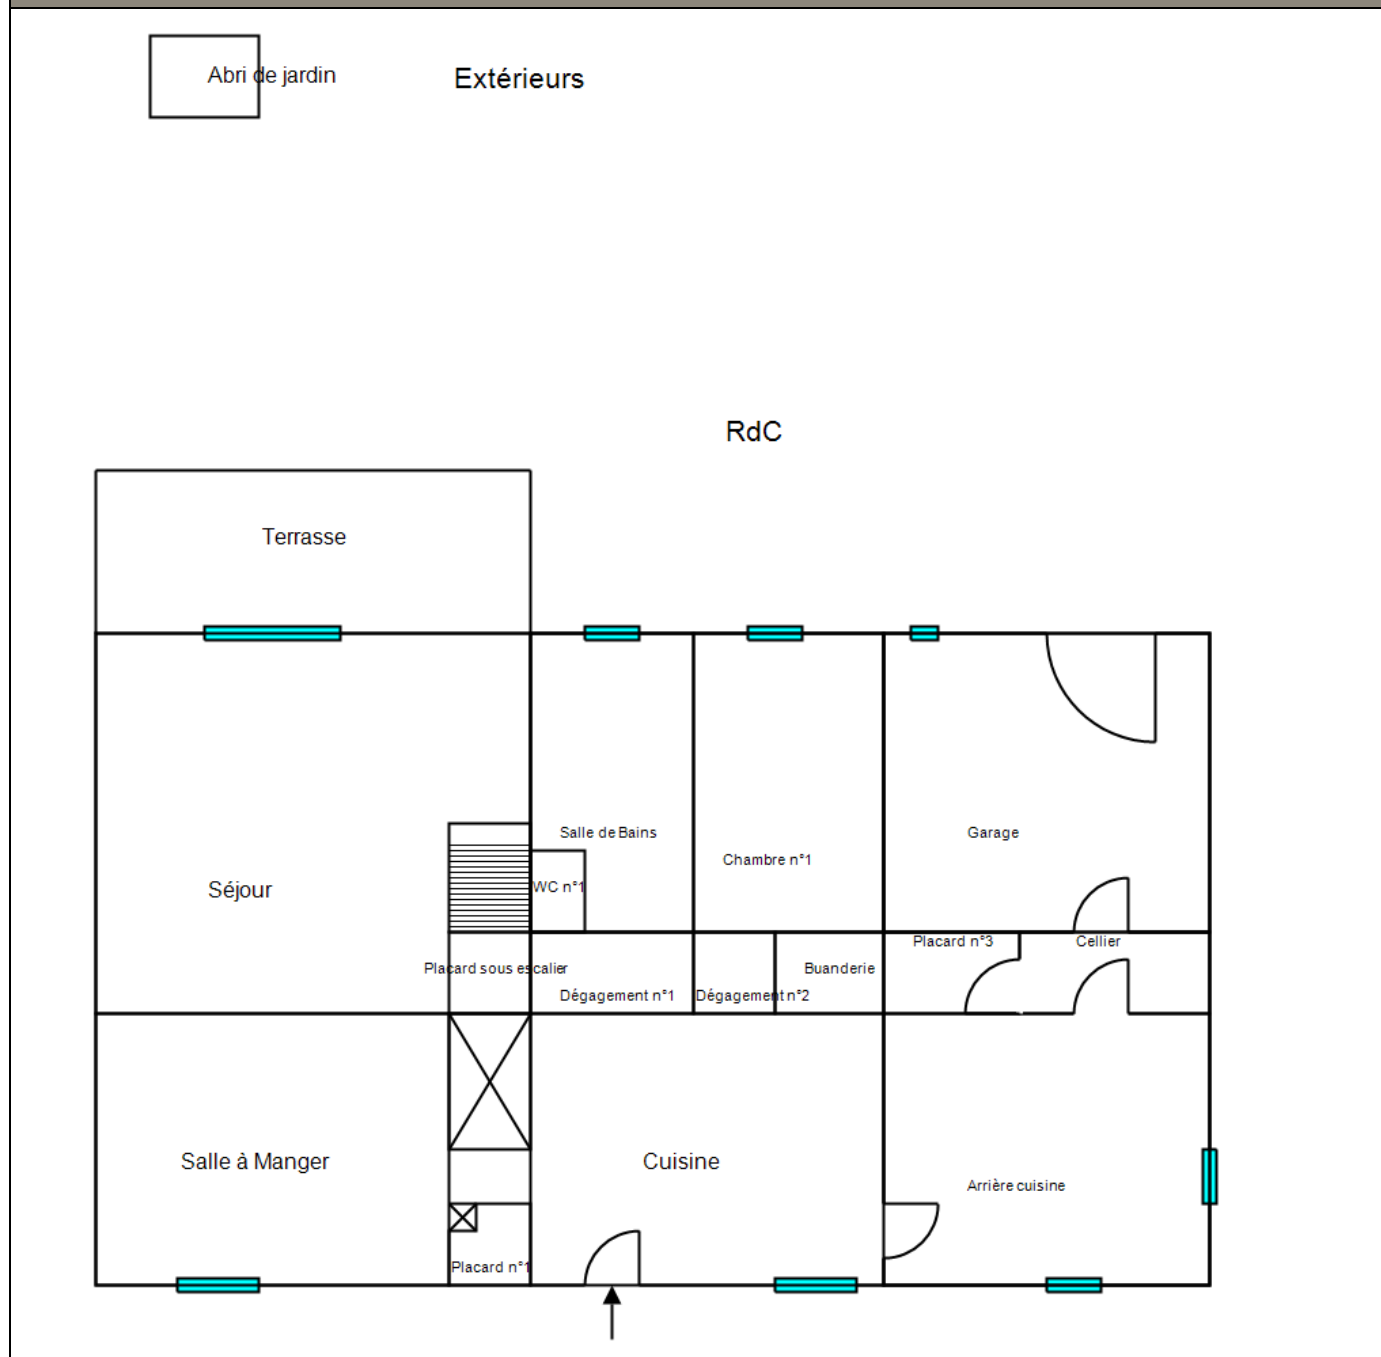 Abri de jardin
Extérieurs
RdC
Terrasse
Salle de Bains
Garage
Chambre n°1
Séjour
WC n°1
Placard n°3
Cellier
Placard sous escalier
Buanderie
Dégagement n°1
Dégagement n°2
Salle à Manger
Cuisine
Arrière cuisine
Placard n°1